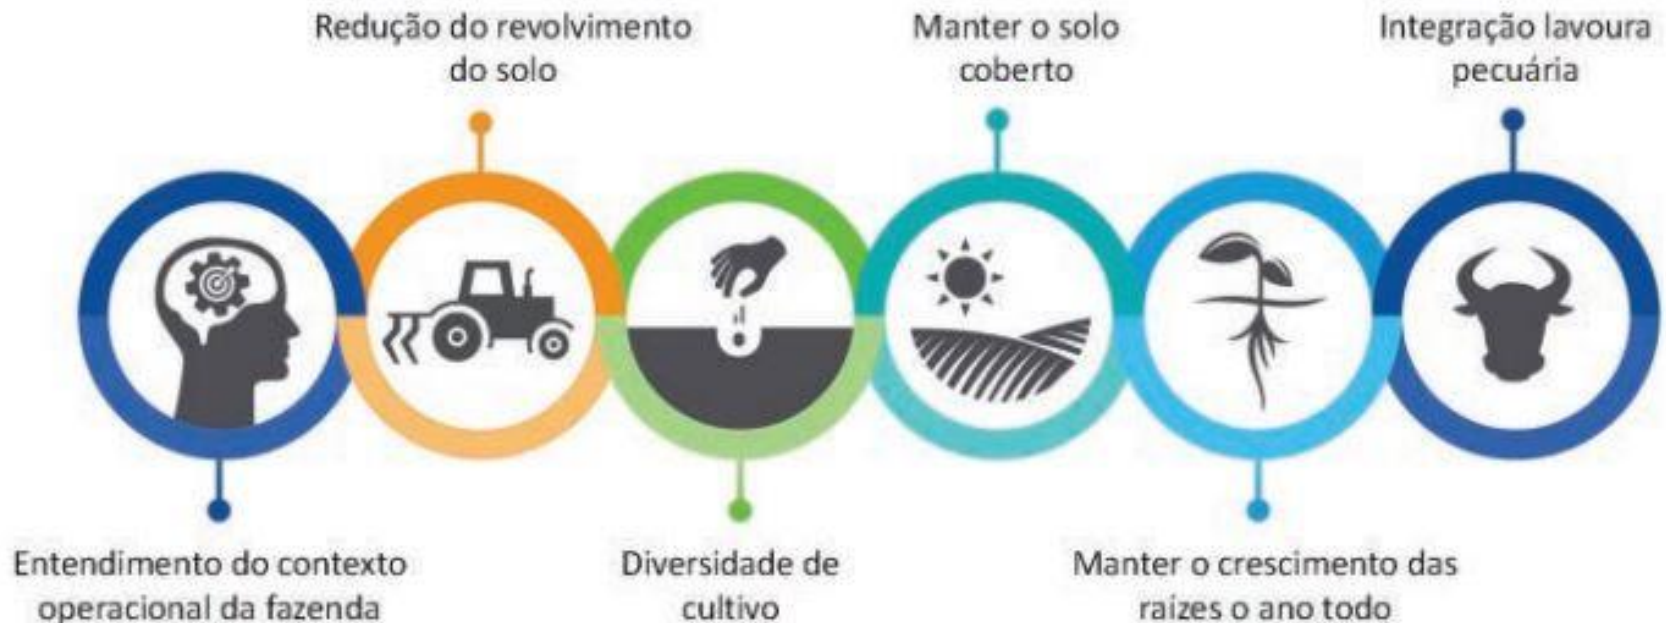 Redução do revolvimento
do solo
Manter o solo
coberto
Integração lavoura
pecuária
Entendimento do contexto
operacional da fazenda
Diversidade de
cultivo
Manter o crescimento das
raizes o ano todo